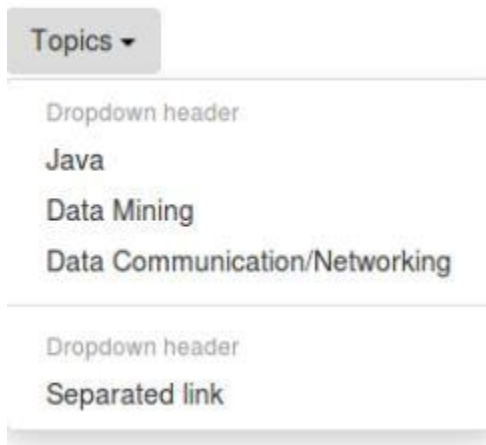 Topics
Dropdown header
Java
Data Mining
Data Communication/Networking
Dropdown header
Separated link